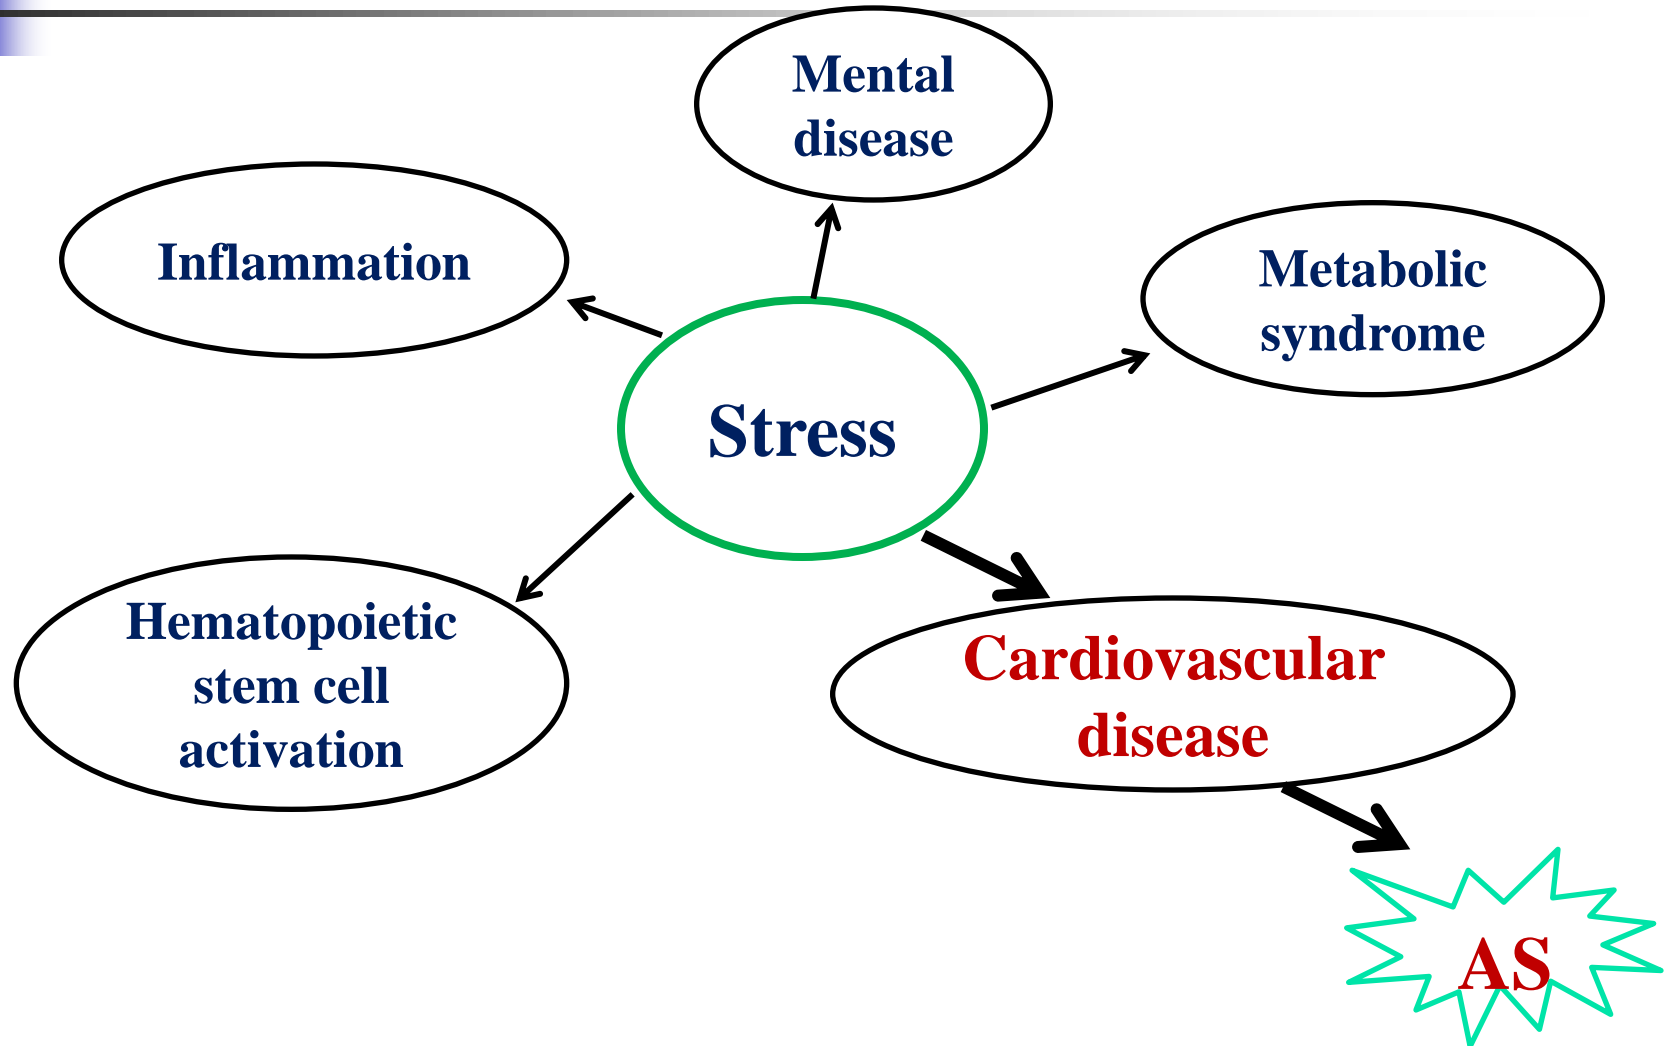 Mental
disease
Inflammation
Metabolic
syndrome
Stress
Hematopoietic
stem cell
activation
Cardiovascular
disease
AS